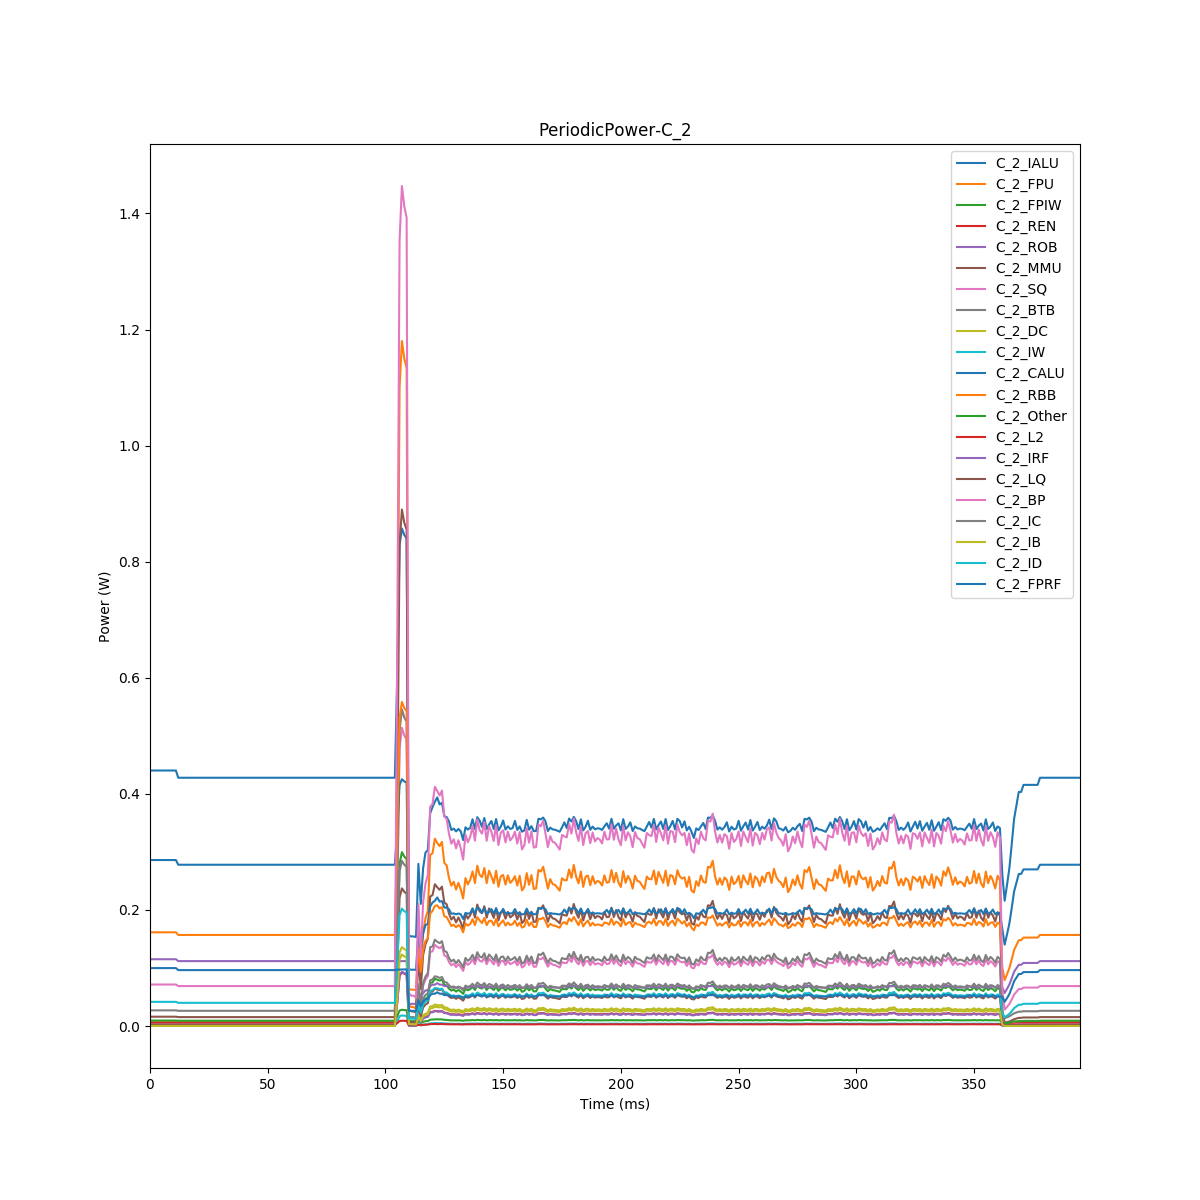 PeriodicPower-C_2
C_2_IALU
C_2_FPU
C_2_FPIW
C_2_REN
C_2_ROB
C_2_MMU
C_2_SQ
C_2_BTB
C_2_DC
C_2_IW
C_2_CALU
C_2_RBB
C_2_Other
C_2_L2
C_2_IRF
C_2_LQ
C_2_BP
C_2_IC
C_2_IB
C_2_ID
C_2_FPRF
1.4
1.2
1.0
0.8
0.6
0.4
0.2
0.0
Power (W)
0 50 100 150 200 250 300 350
Time (ms)